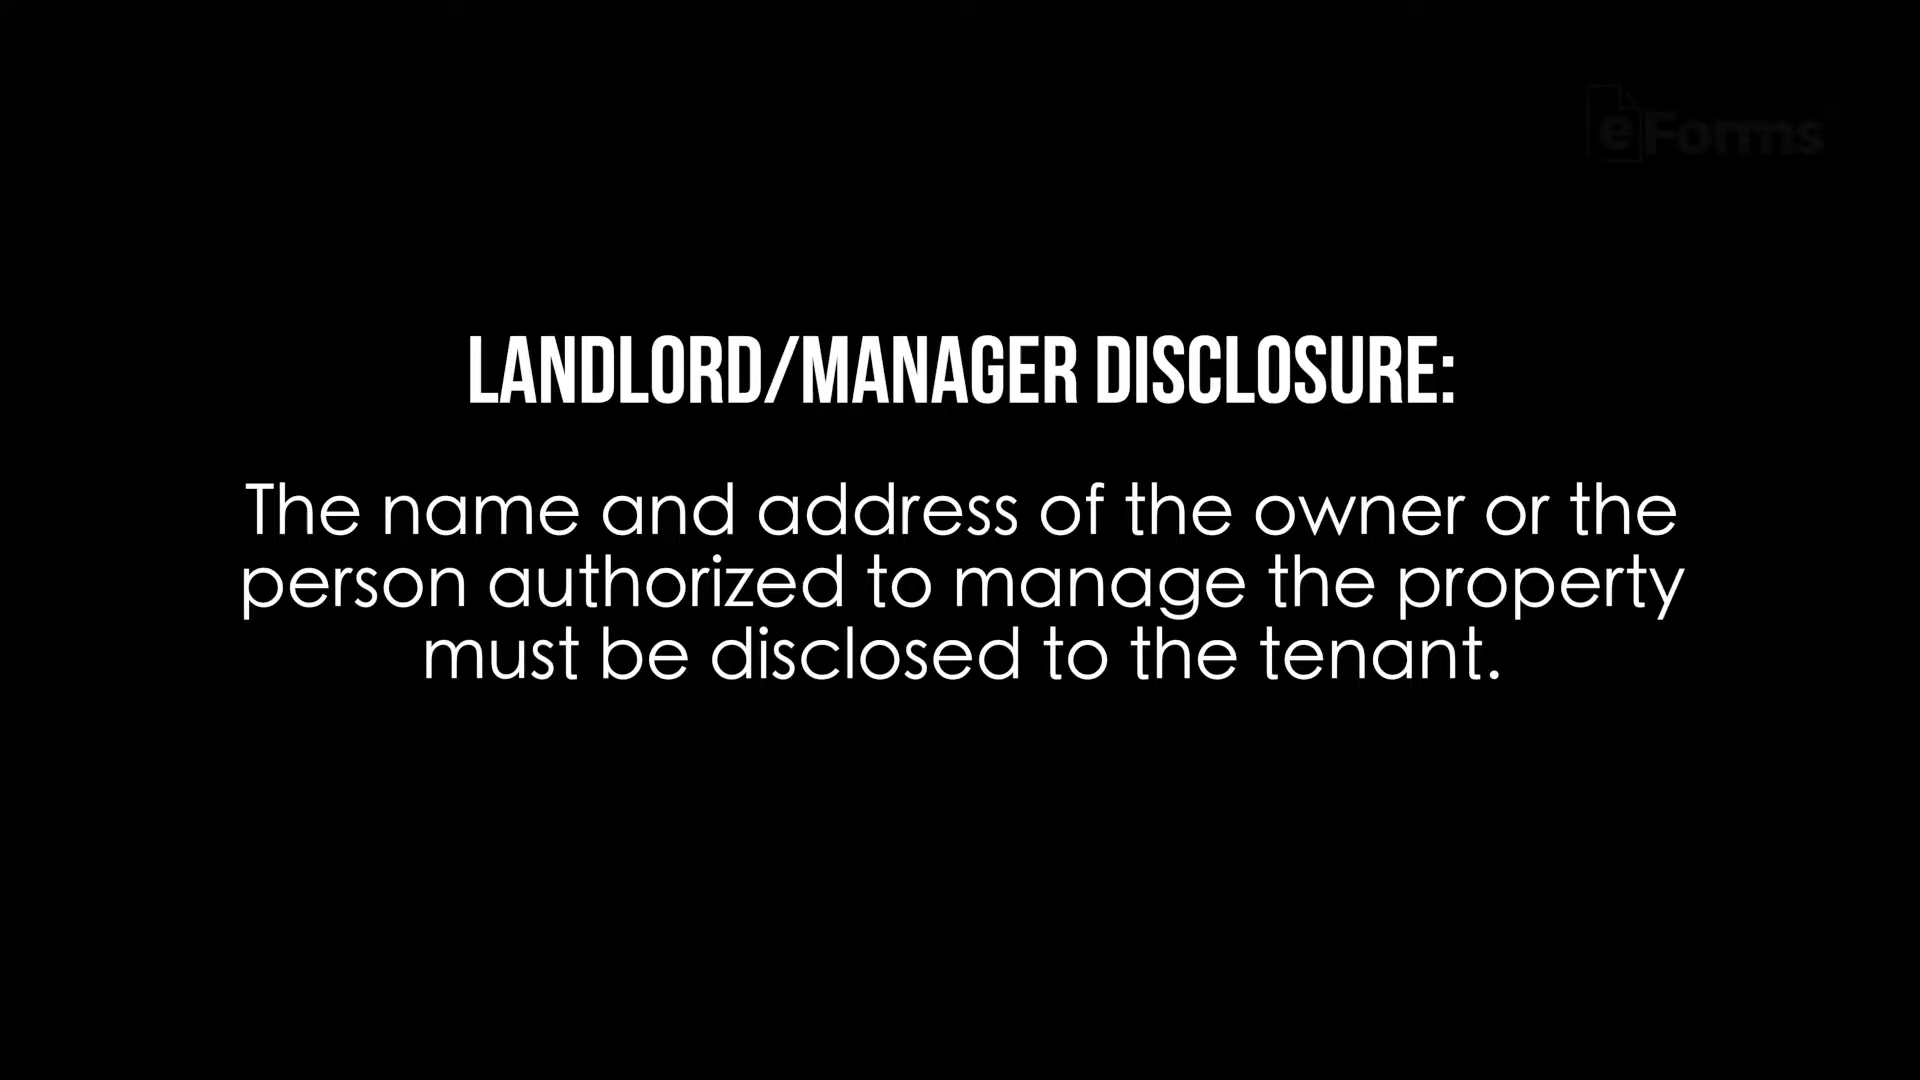 eForms
LANDLORD/MANAGER DISCLOSURE:
The name and address of the owner or the
person authorized to manage the property
must be disclosed to the tenant.